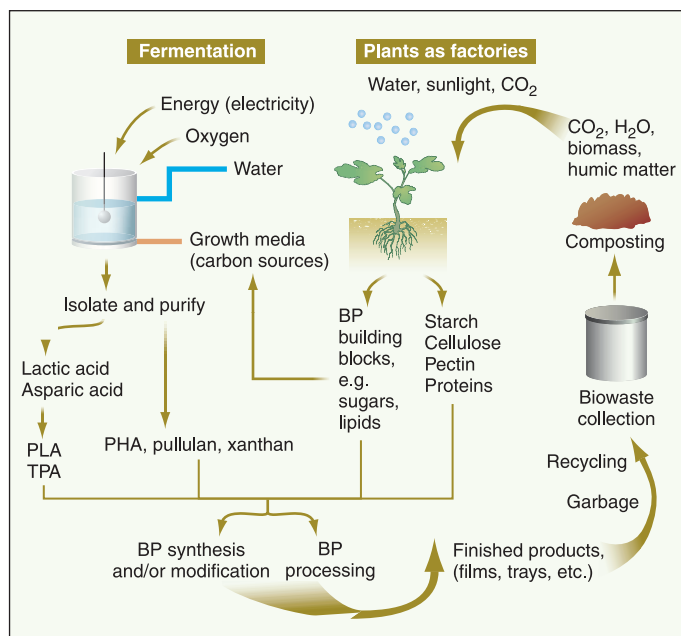 Fermentation
Plants as factories
Water, sunlight, CO₂
Energy (electricity)
Oxygen
Water
Growth media
(carbon sources)
Isolate and purify
Lactic acid
Asparic acid
PLA
TPA
PHA, pullulan, xanthan
BP
building
blocks,
e.g.
sugars,
lipids
Starch
Cellulose
Pectin
Proteins
CO₂, H₂O,
biomass,
humic matter
Composting
Biowaste
collection
Recycling
Garbage
BP synthesis
and/or modification
BP
processing
Finished products,
(films, trays, etc.)